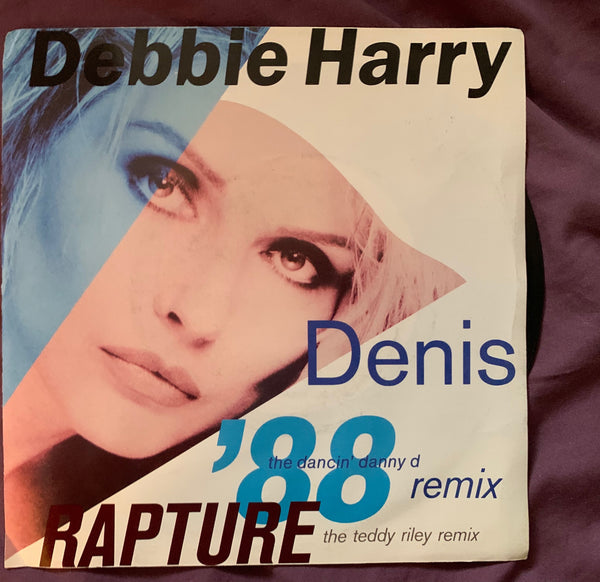 Debbie Harry
Denis
'88
the dancin' danny d
remix
RAPTURE the teddy riley remix